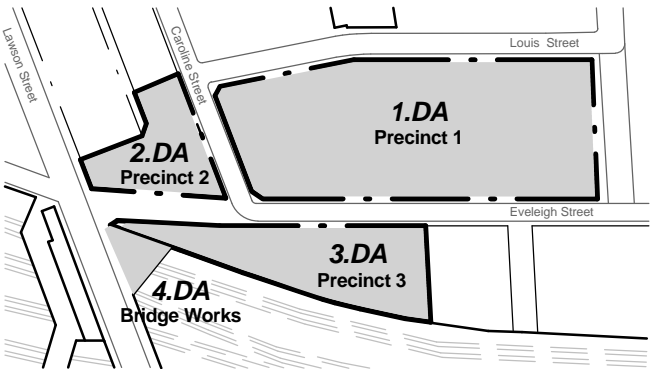 Lawson Street
Caroline Street
Louis Street
1.DA
Precinct 1
2.DA
Precinct 2
Eveleigh Street
3.DA
Precinct 3
4.DA
Bridge Works